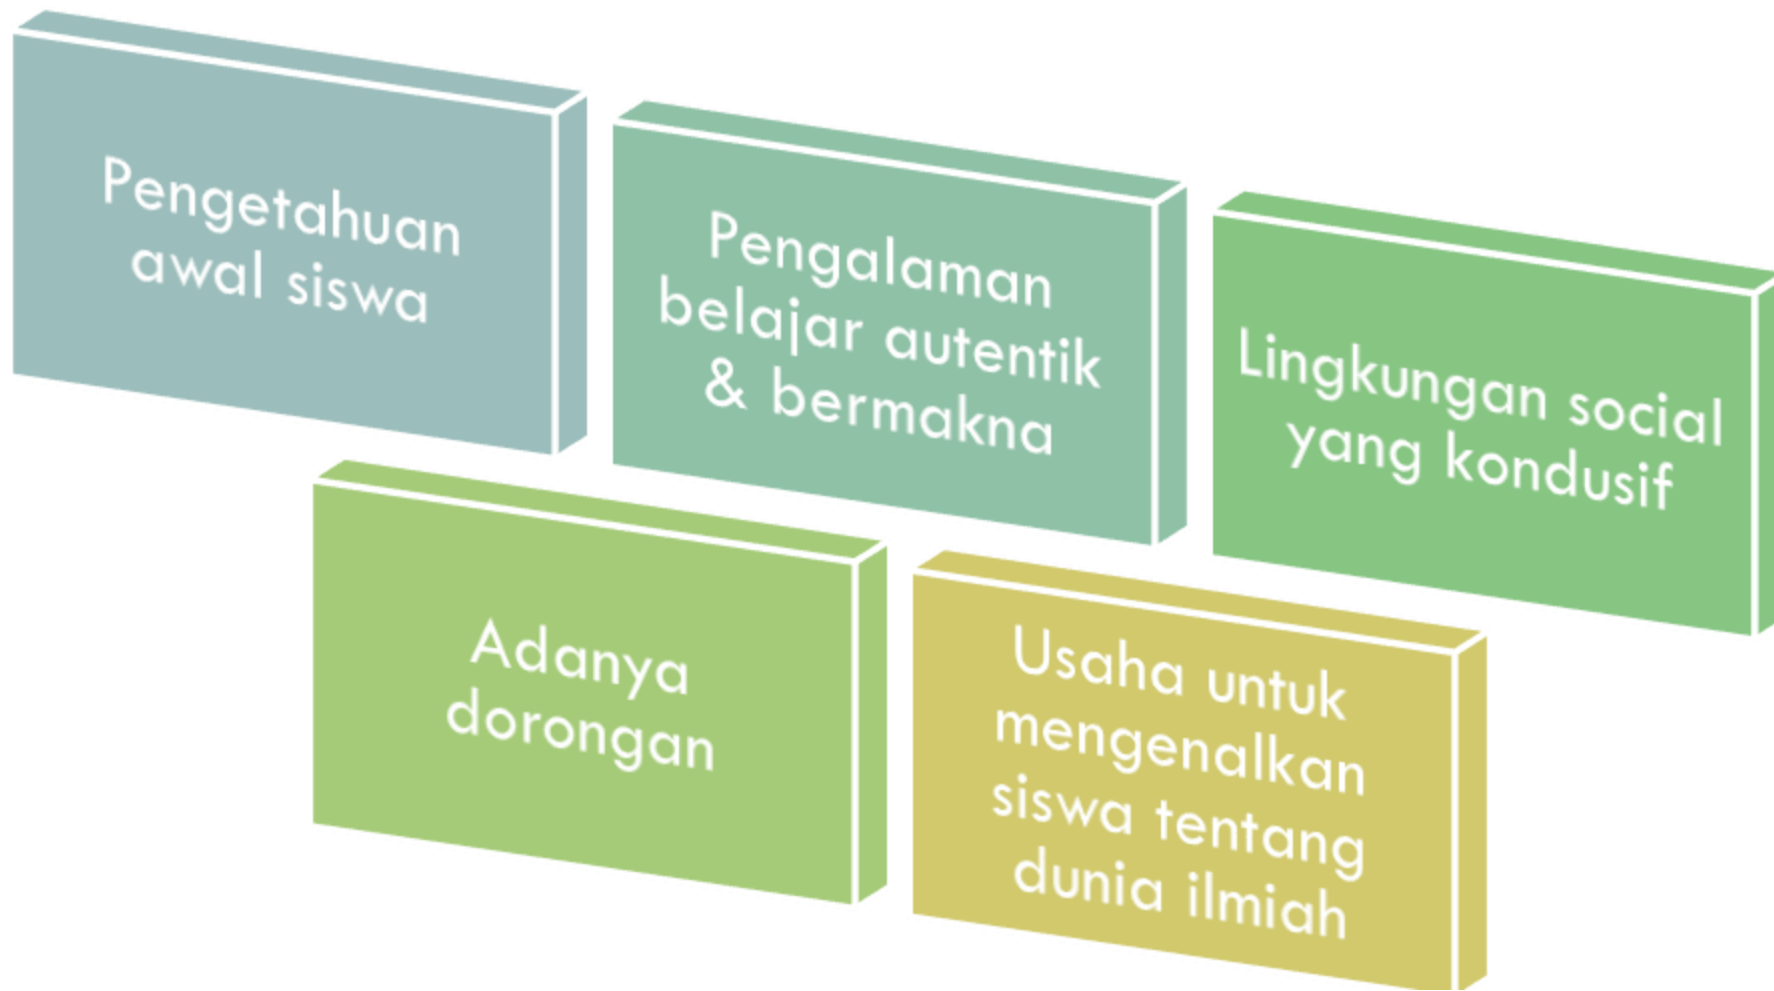 Pengetahuan
awal siswa
Pengalaman
belajar autentik
& bermakna
Lingkungan social
yang kondusif
Adanya
dorongan
Usaha untuk
mengenalkan
siswa tentang
dunia ilmiah